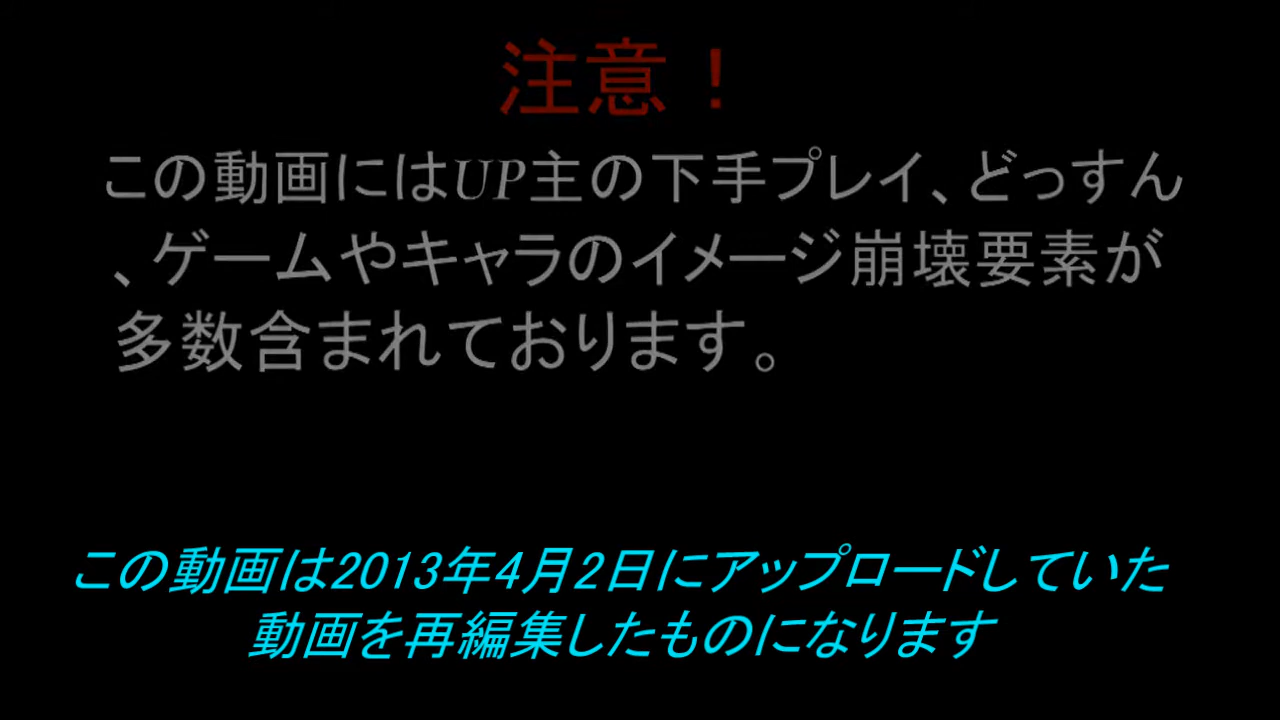 注意！
この動画にはUP主の下手プレイ、どっすん
、ゲームやキャラのイメージ崩壊要素が
多数含まれております。
この動画は2013年4月2日にアップロードしていた
動画を再編集したものになります